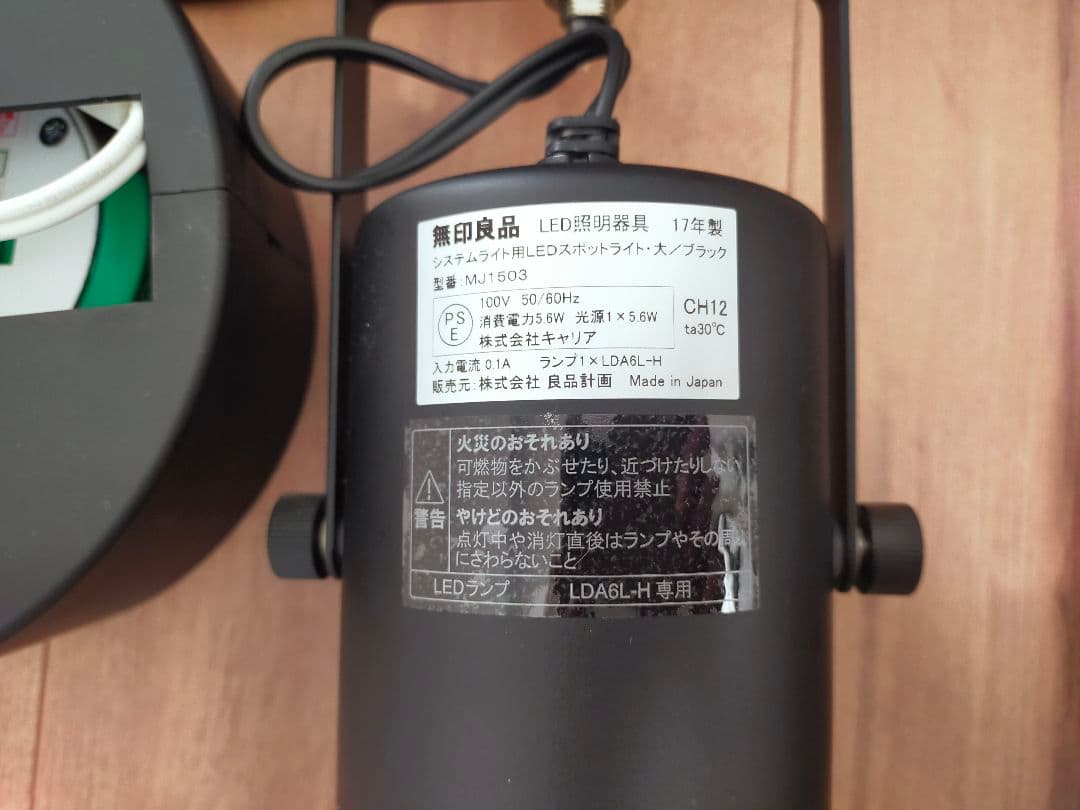 無印良品 LED照明器具 17年製
システムライト用LEDスポットライト・大／ブラック
型番:MJ1503
PS
E
100V 50/60Hz
消費電力5.6W 光源1×5.6W
株式会社キャリア
CH12
ta30℃
入力電流 0.1A ランプ1×LDA6L-H
販売元:株式会社 良品計画 Made in Japan
警告
火災のおそれあり
可燃物をかぶせたり、近づけたりしない
指定以外のランプ使用禁止
やけどのおそれあり
点灯中や消灯直後はランプやその周
にさわらないこと
LEDランプ LDA6L-H 専用